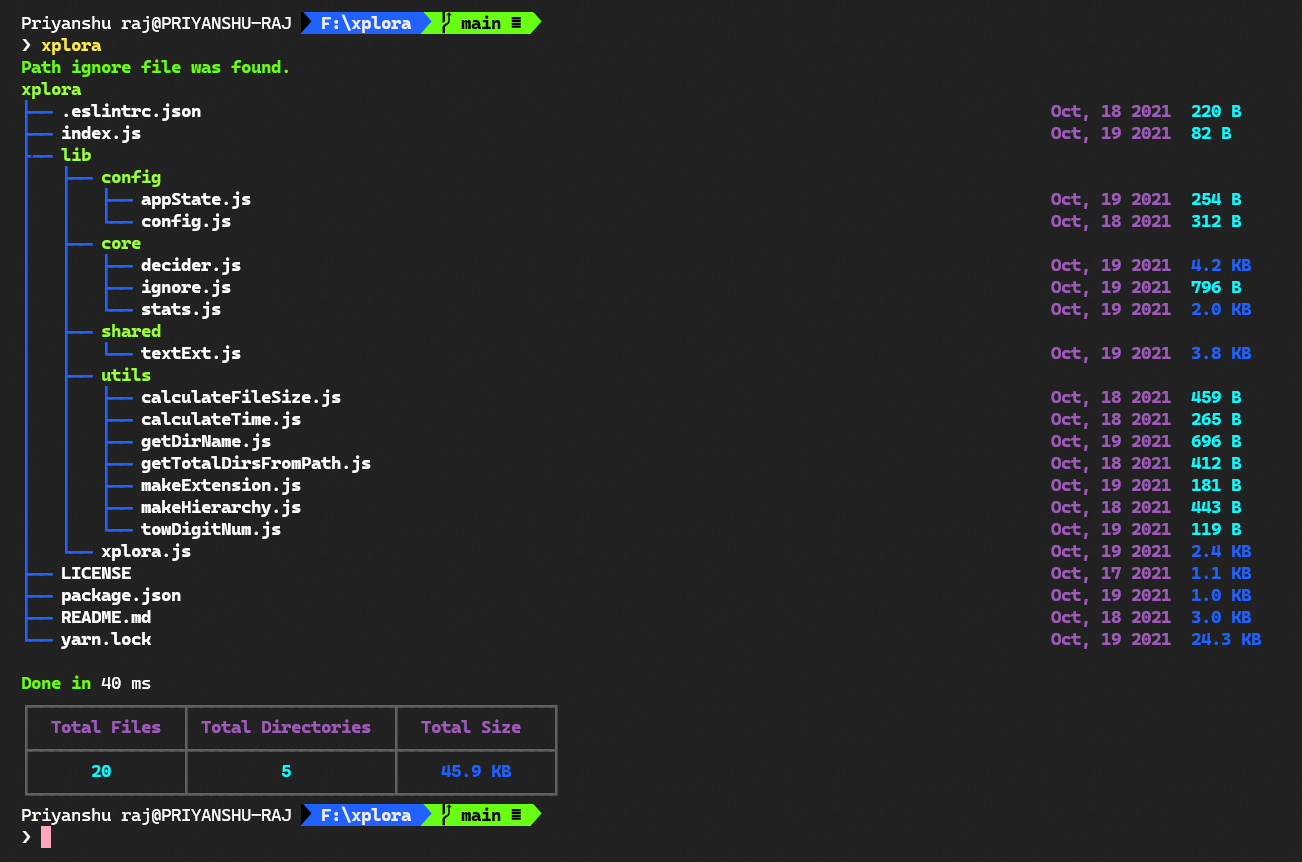 Priyanshu raj@PRIYANSHU-RAJ F:\xplora main ≡
❯ xplora
Path ignore file was found.
xplora
├── .eslintrc.json Oct, 18 2021 220 B
├── index.js Oct, 19 2021 82 B
├── lib
│   ├── config
│   │   ├── appState.js Oct, 19 2021 254 B
│   │   └── config.js Oct, 18 2021 312 B
│   ├── core
│   │   ├── decider.js Oct, 19 2021 4.2 KB
│   │   ├── ignore.js Oct, 19 2021 796 B
│   │   └── stats.js Oct, 19 2021 2.0 KB
│   ├── shared
│   │   └── textExt.js Oct, 19 2021 3.8 KB
│   ├── utils
│   │   ├── calculateFileSize.js Oct, 18 2021 459 B
│   │   ├── calculateTime.js Oct, 18 2021 265 B
│   │   ├── getDirName.js Oct, 19 2021 696 B
│   │   ├── getTotalDirsFromPath.js Oct, 18 2021 412 B
│   │   ├── makeExtension.js Oct, 19 2021 181 B
│   │   ├── makeHierarchy.js Oct, 18 2021 443 B
│   │   └── towDigitNum.js Oct, 19 2021 119 B
│   └── xplora.js Oct, 19 2021 2.4 KB
├── LICENSE Oct, 17 2021 1.1 KB
├── package.json Oct, 19 2021 1.0 KB
├── README.md Oct, 18 2021 3.0 KB
└── yarn.lock Oct, 19 2021 24.3 KB
Done in 40 ms
Total Files Total Directories Total Size
20 5 45.9 KB
Priyanshu raj@PRIYANSHU-RAJ F:\xplora main ≡
❯